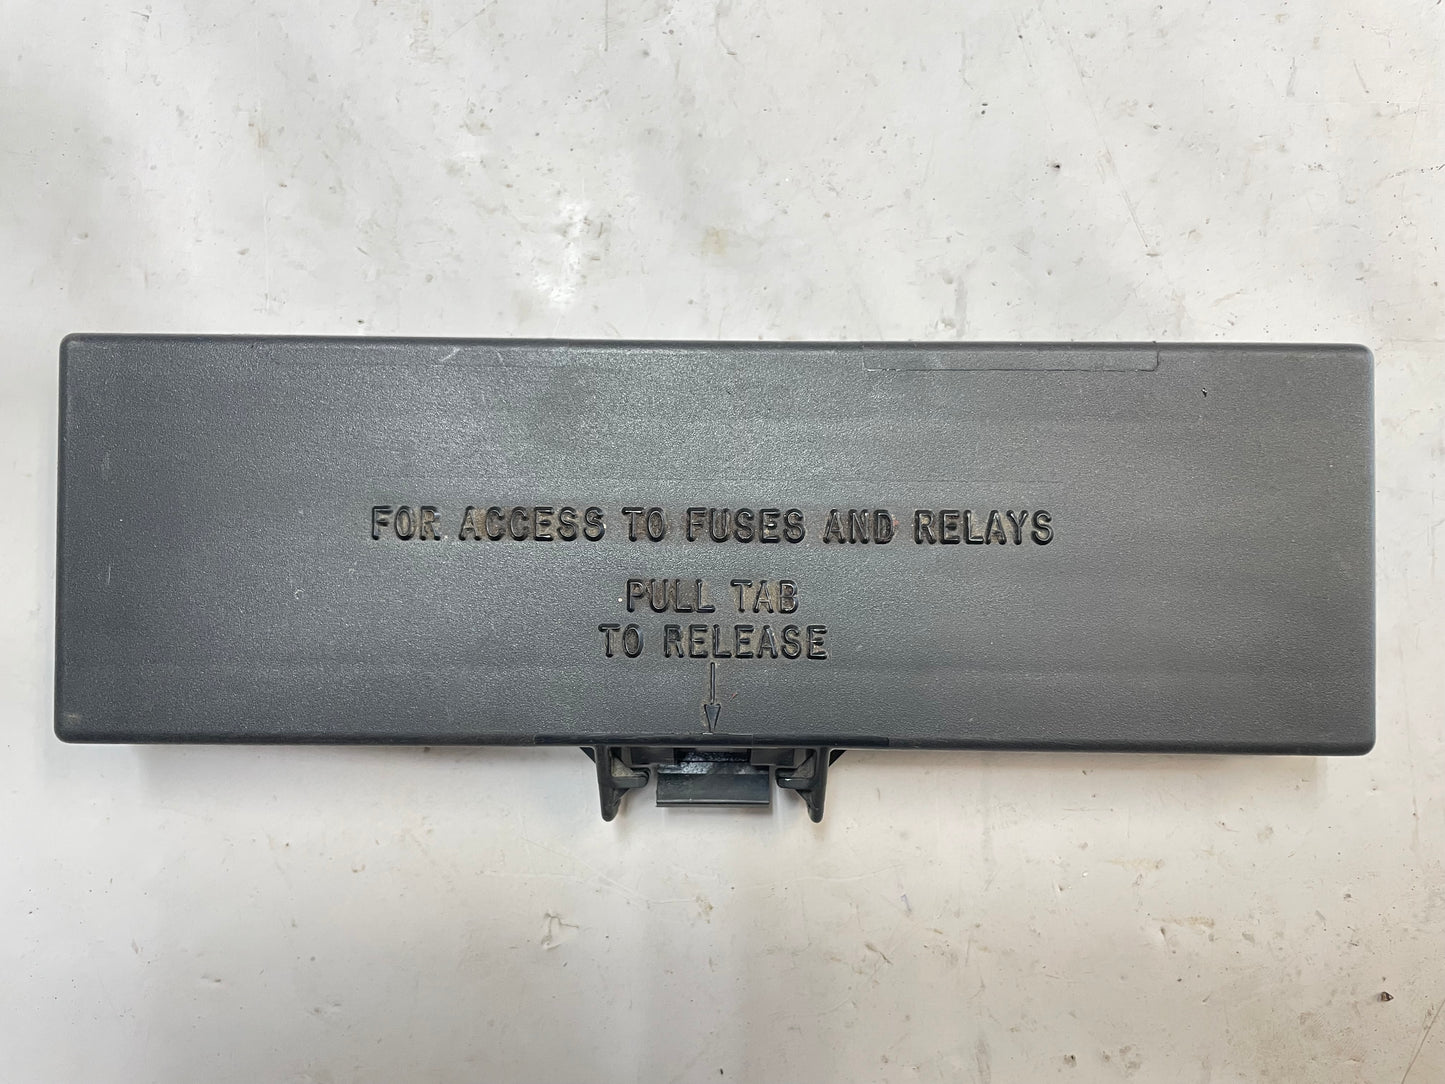 FOR ACCESS TO FUSES AND RELAYS
PULL TAB
TO RELEASE